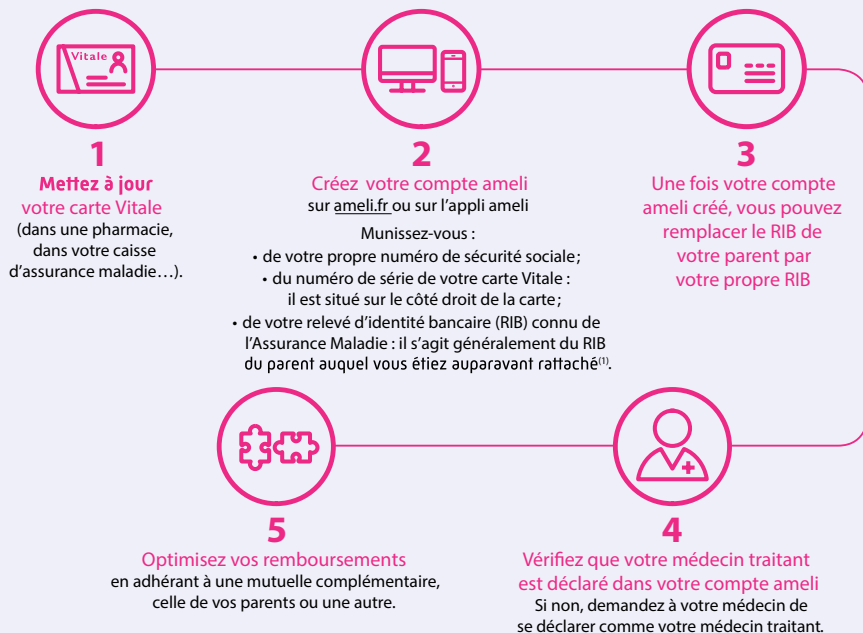 Vitale
1
Mettez à jour
votre carte Vitale
(dans une pharmacie,
dans votre caisse
d’assurance maladie…).
2
Créez votre compte ameli
sur ameli.fr ou sur l’appli ameli
Munissez-vous :
• de votre propre numéro de sécurité sociale;
• du numéro de série de votre carte Vitale :
il est situé sur le côté droit de la carte;
• de votre relevé d’identité bancaire (RIB) connu de
l’Assurance Maladie : il s’agit généralement du RIB
du parent auquel vous étiez auparavant rattaché(1).
3
Une fois votre compte
ameli créé, vous pouvez
remplacer le RIB de
votre parent par
votre propre RIB
4
Vérifiez que votre médecin traitant
est déclaré dans votre compte ameli
Si non, demandez à votre médecin de
se déclarer comme votre médecin traitant.
5
Optimisez vos remboursements
en adhérant à une mutuelle complémentaire,
celle de vos parents ou une autre.